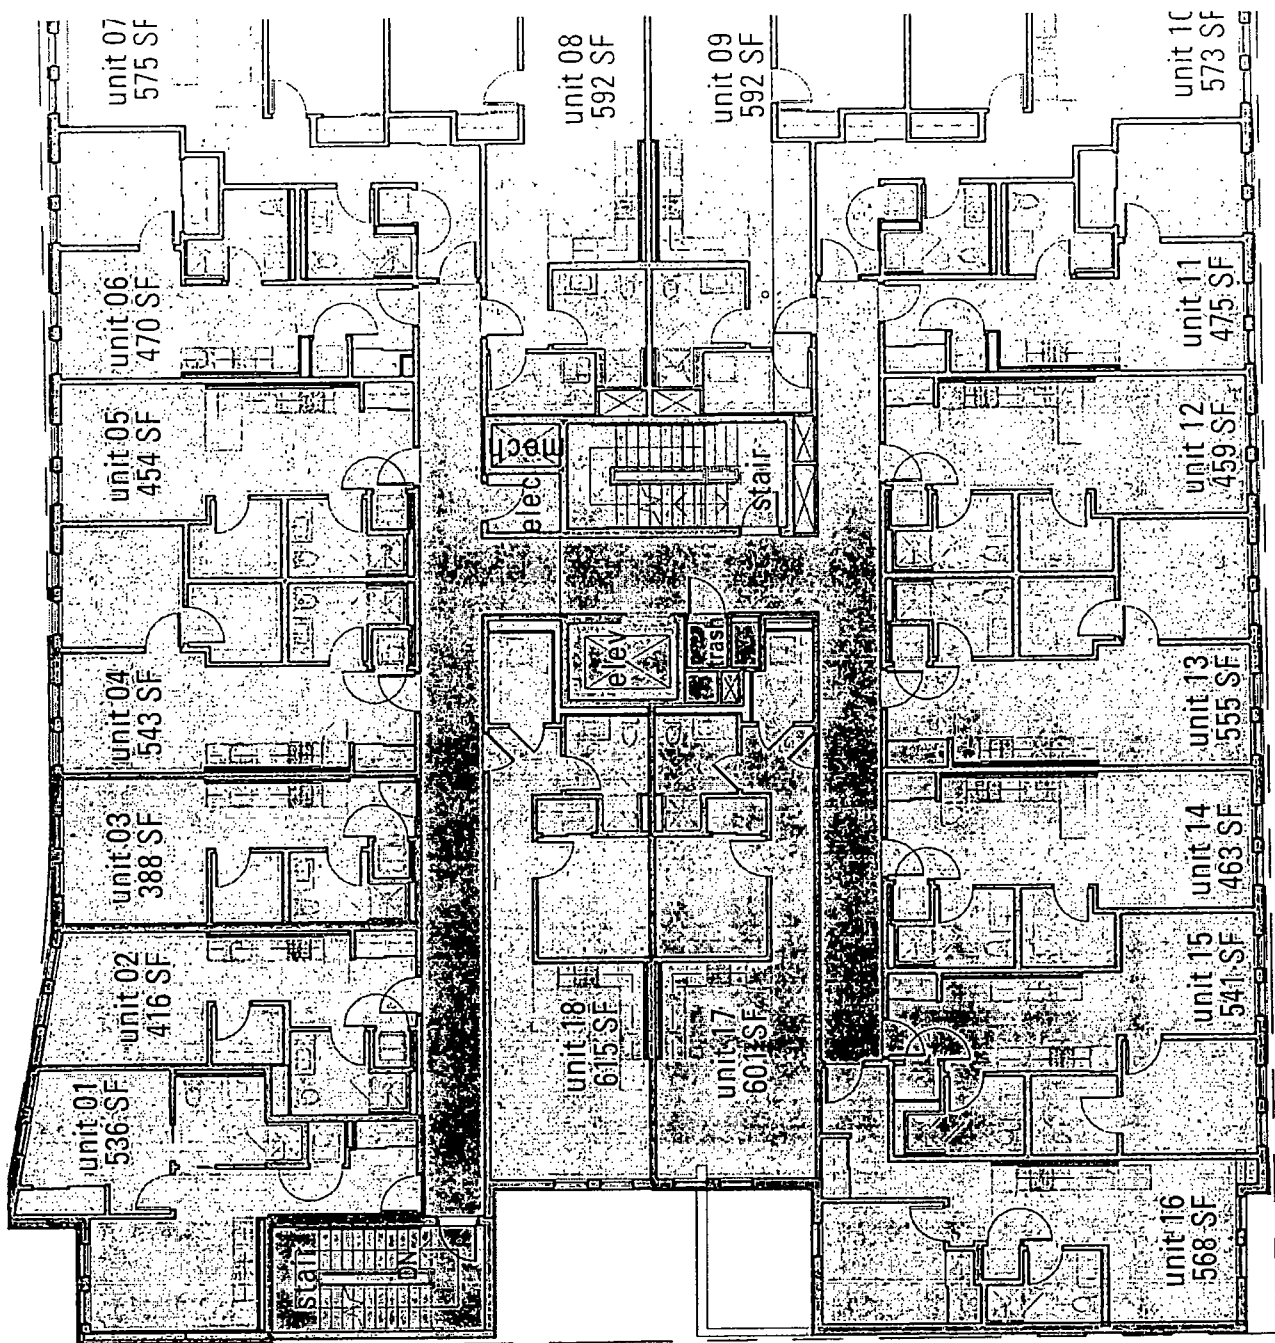 unit 07
575 SF
unit 08
592 SF
unit 09
592 SF
unit 10
573 SF
unit 06
470 SF
unit 11
475 SF
unit 05
454 SF
mech
elec
stair
unit 12
459 SF
unit 04
543 SF
elev
trash
unit 13
555 SF
unit 03
388 SF
unit 14
463 SF
unit 02
416 SF
unit 18
615 SF
unit 17
601 SF
unit 15
541 SF
unit 01
536 SF
stair
DN
unit 16
568 SF